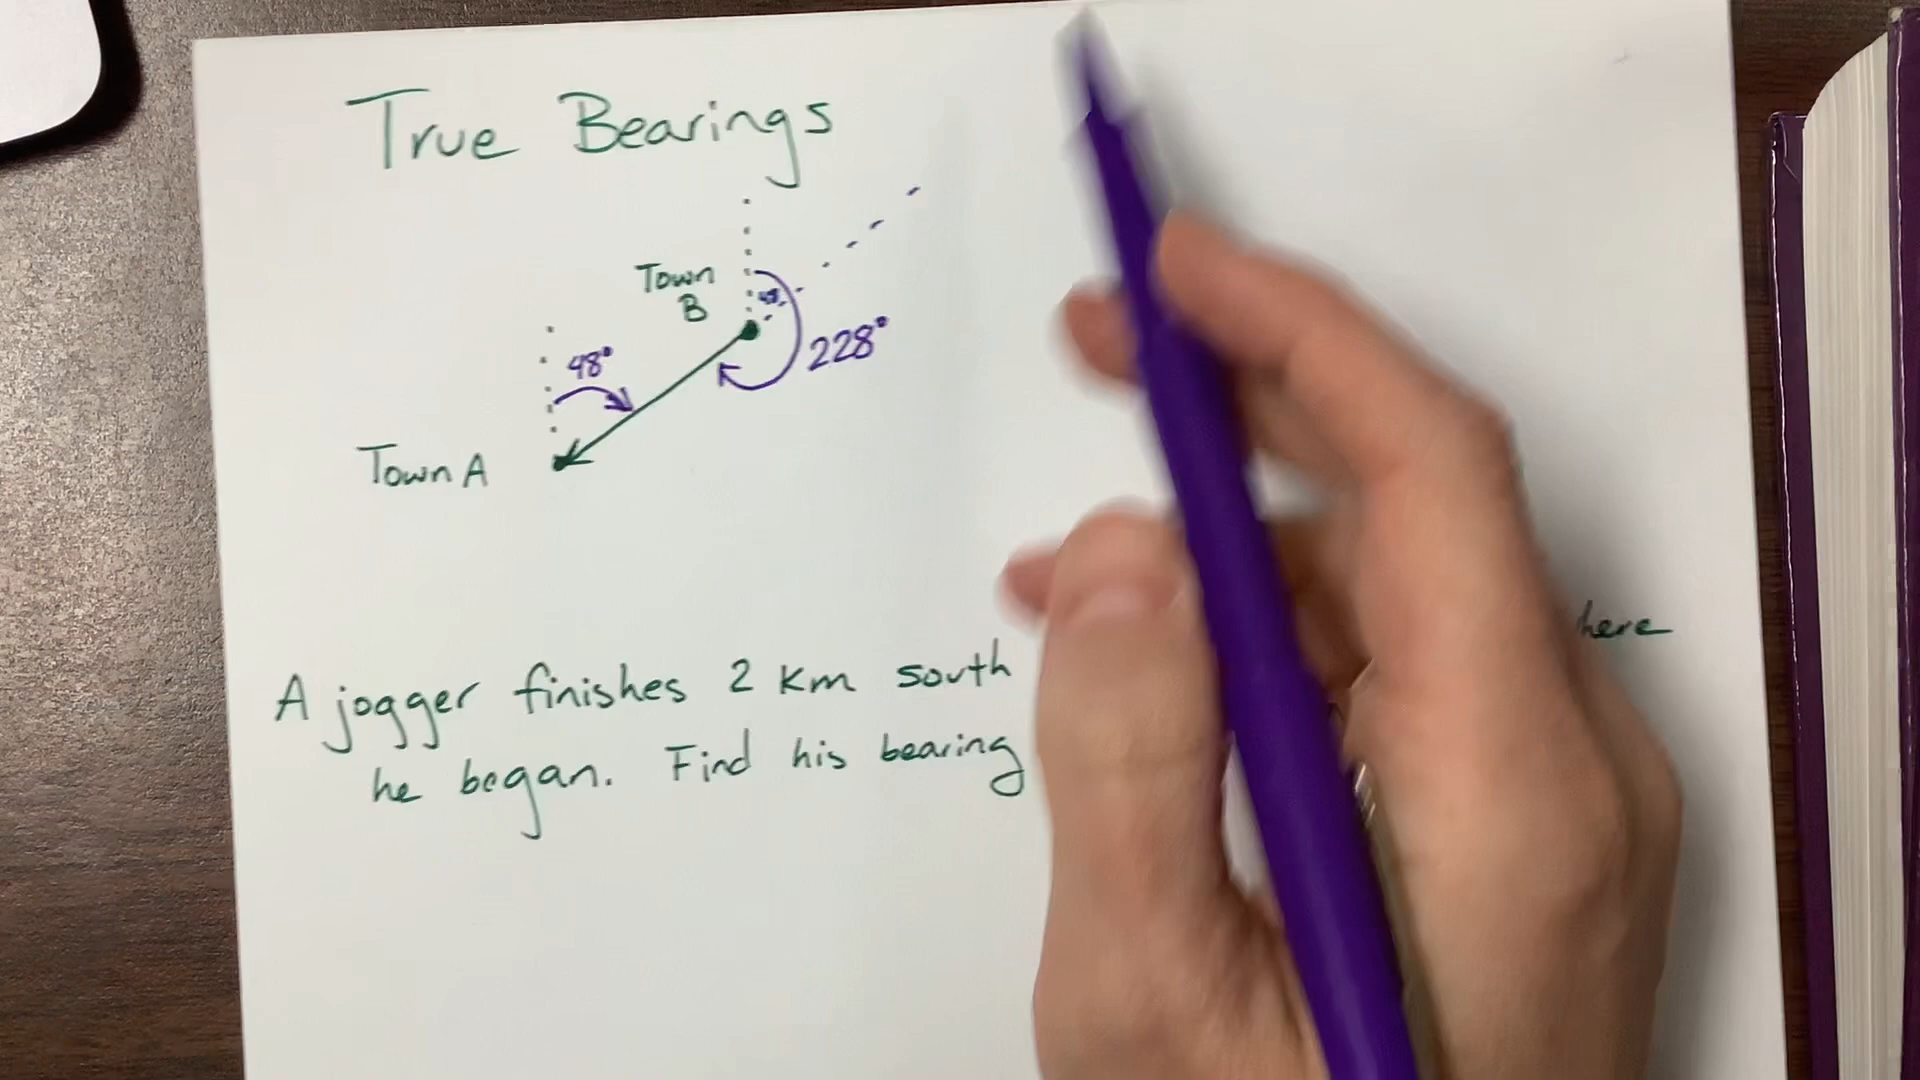 True Bearings
Town
B
48°
228°
48°
Town A
here
A jogger finishes 2 km south
he began. Find his bearing